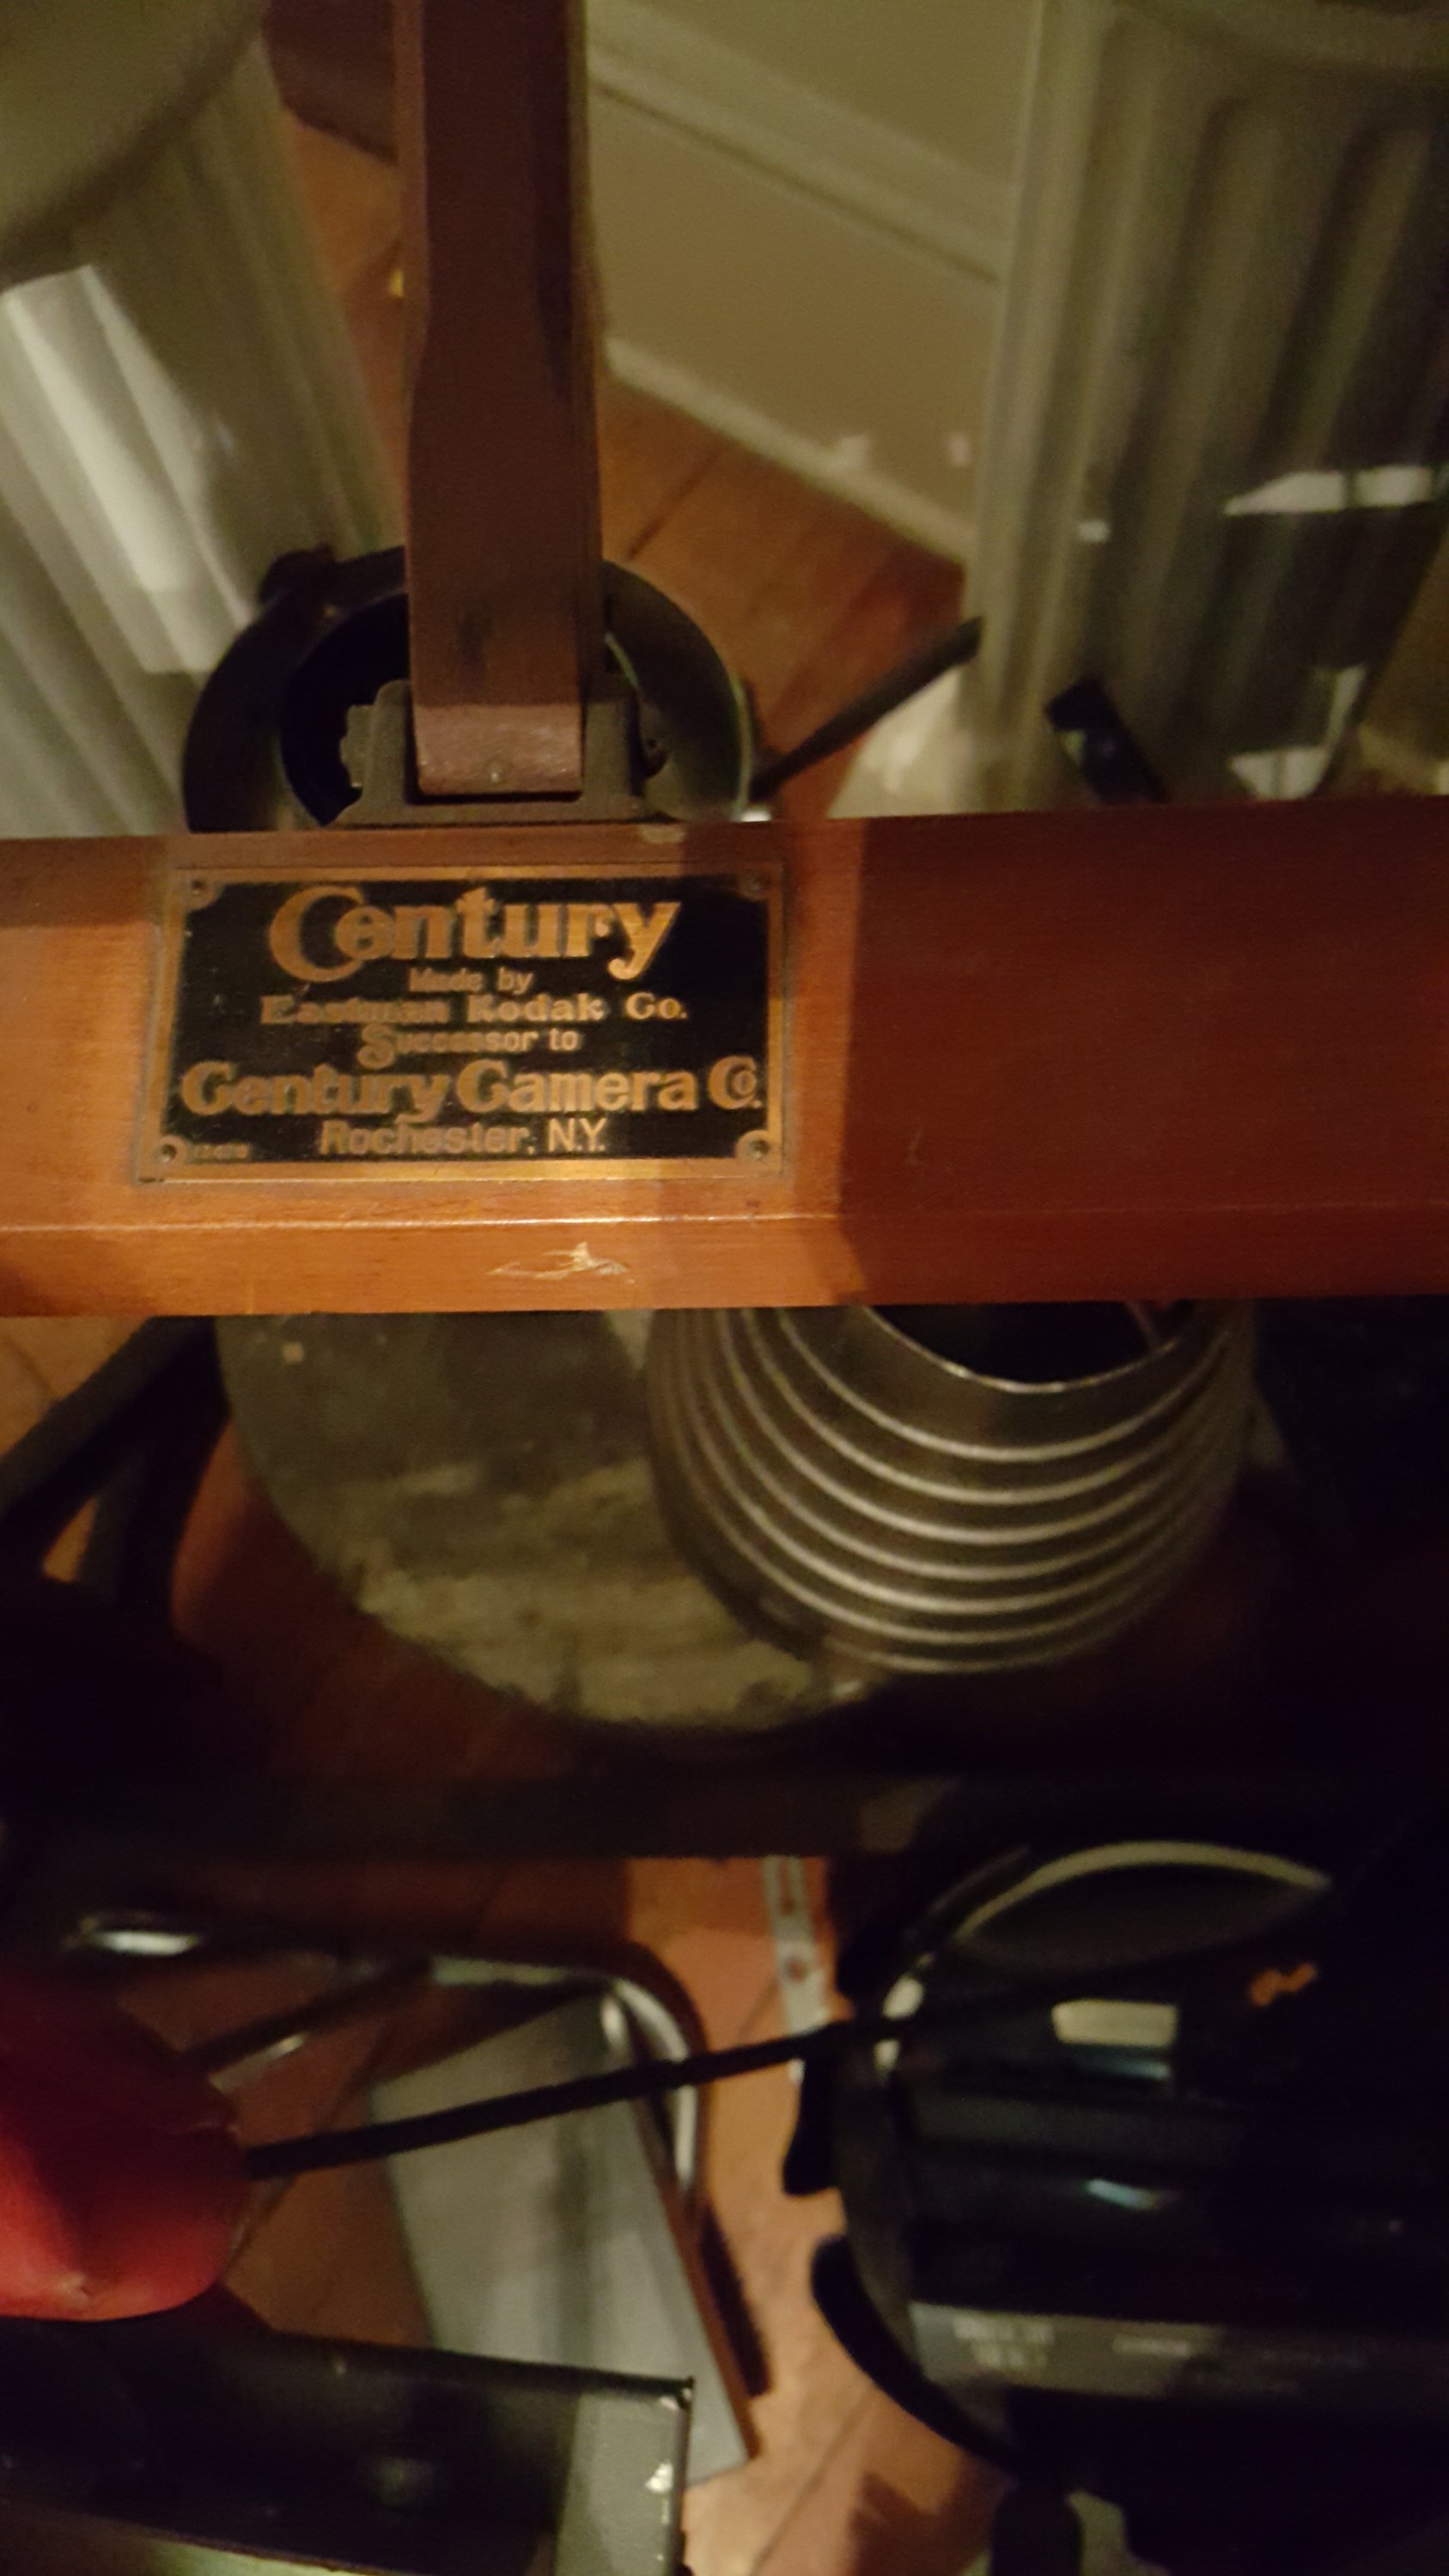 Century
Made by
Eastman Kodak Co.
Successor to
Century Camera Co.
Rochester, N.Y.